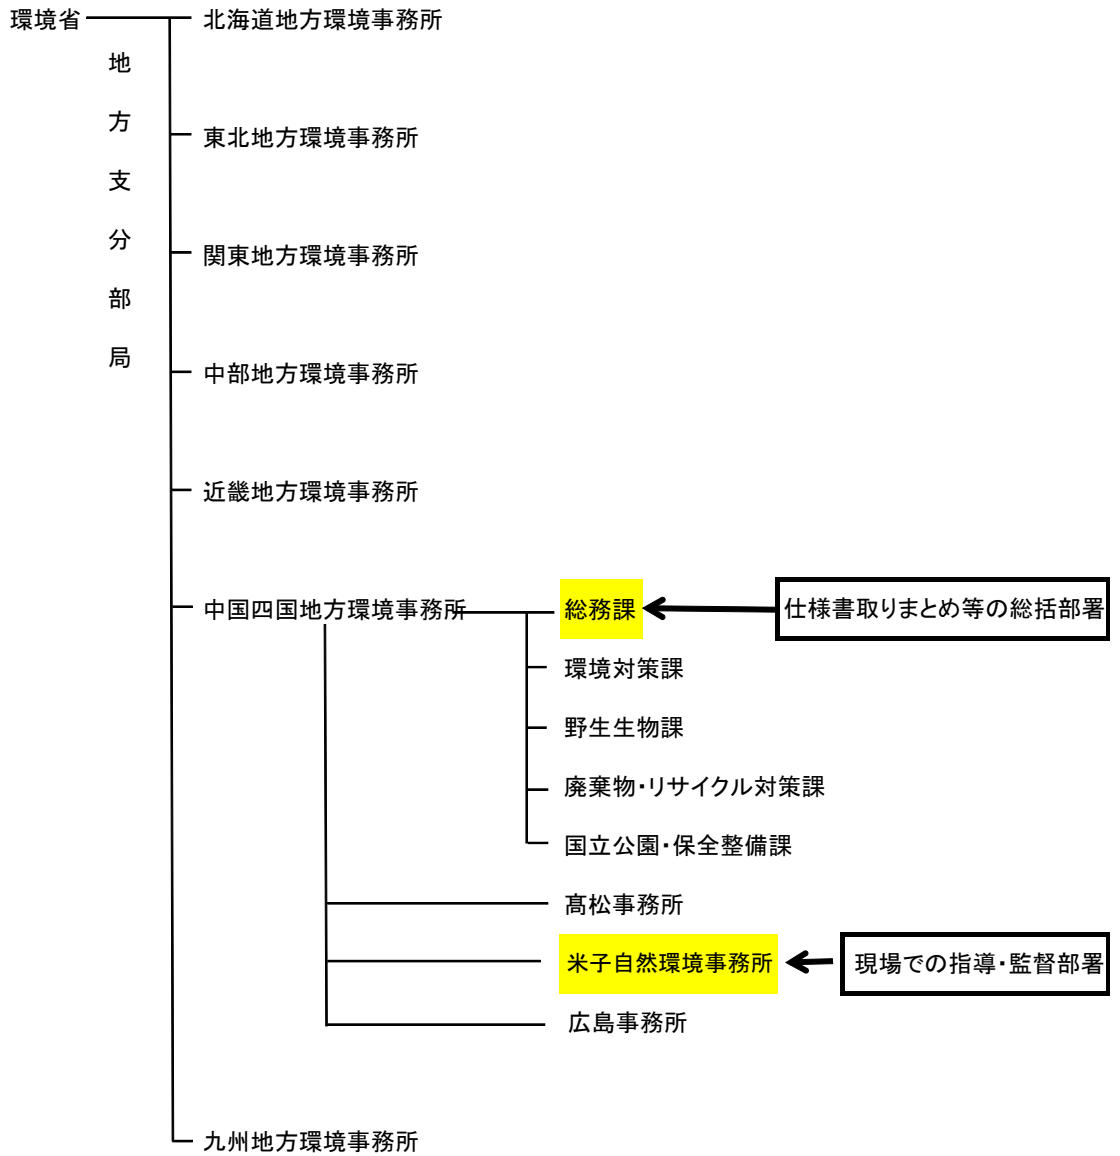 環境省
北海道地方環境事務所
地方支分部局
東北地方環境事務所
関東地方環境事務所
中部地方環境事務所
近畿地方環境事務所
中国四国地方環境事務所
総務課
仕様書取りまとめ等の総括部署
環境対策課
野生生物課
廃棄物・リサイクル対策課
国立公園・保全整備課
髙松事務所
米子自然環境事務所
現場での指導・監督部署
広島事務所
九州地方環境事務所